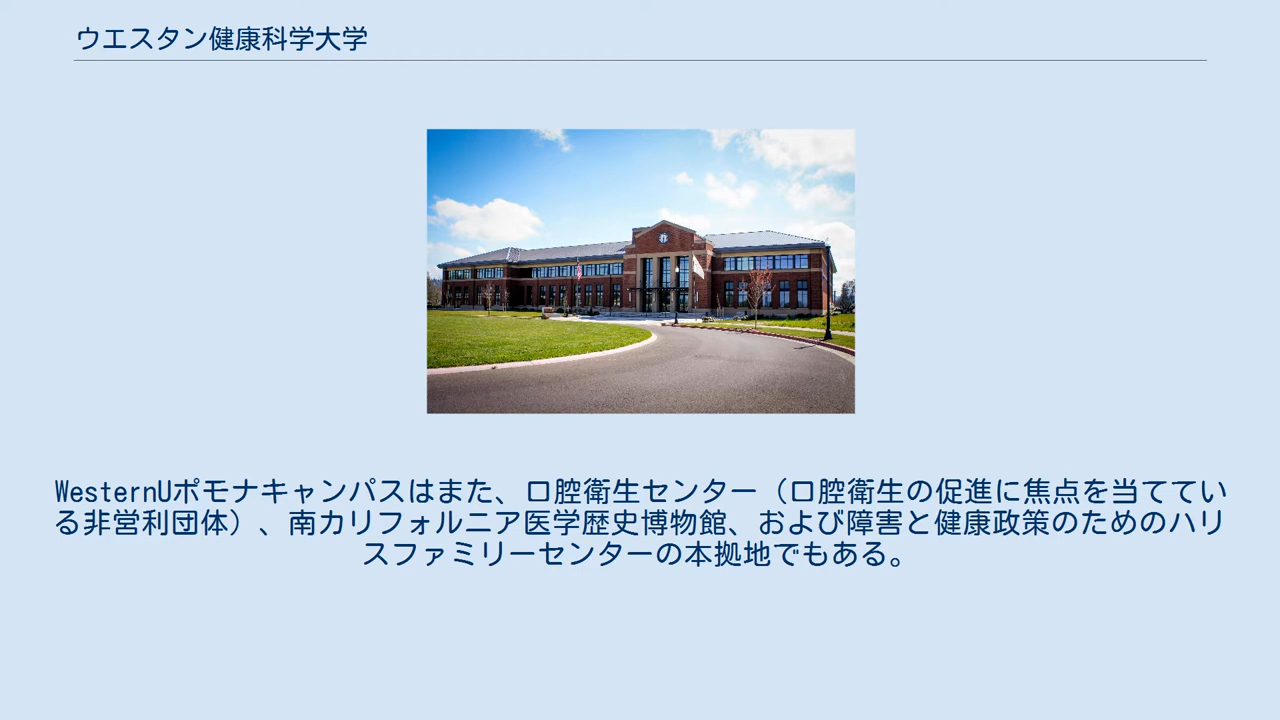 ウエスタン健康科学大学
WesternUポモナキャンパスはまた、口腔衛生センター（口腔衛生の促進に焦点を当ててい
る非営利団体）、南カリフォルニア医学歴史博物館、および障害と健康政策のためのハリ
スファミリーセンターの本拠地でもある。